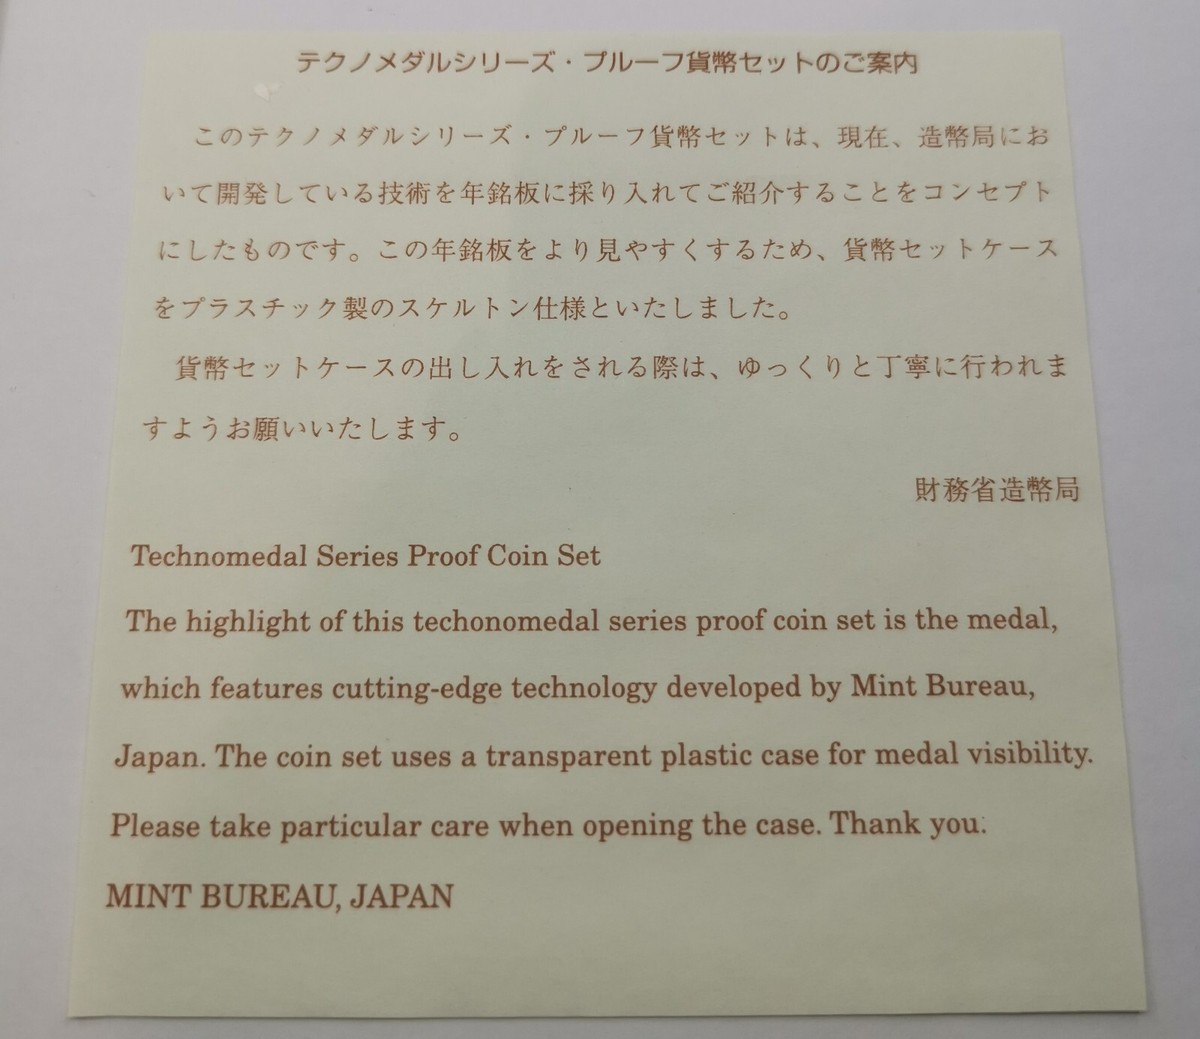 テクノメダルシリーズ・プルーフ貨幣セットのご案内
このテクノメダルシリーズ・プルーフ貨幣セットは、現在、造幣局にお
いて開発している技術を年銘板に採り入れてご紹介することをコンセプト
にしたものです。この年銘板をより見やすくするため、貨幣セットケース
をプラスチック製のスケルトン仕様といたしました。
貨幣セットケースの出し入れをされる際は、ゆっくりと丁寧に行われま
すようお願いいたします。
財務省造幣局
Technomedal Series Proof Coin Set
The highlight of this techonomedal series proof coin set is the medal,
which features cutting-edge technology developed by Mint Bureau,
Japan. The coin set uses a transparent plastic case for medal visibility.
Please take particular care when opening the case. Thank you.
MINT BUREAU, JAPAN